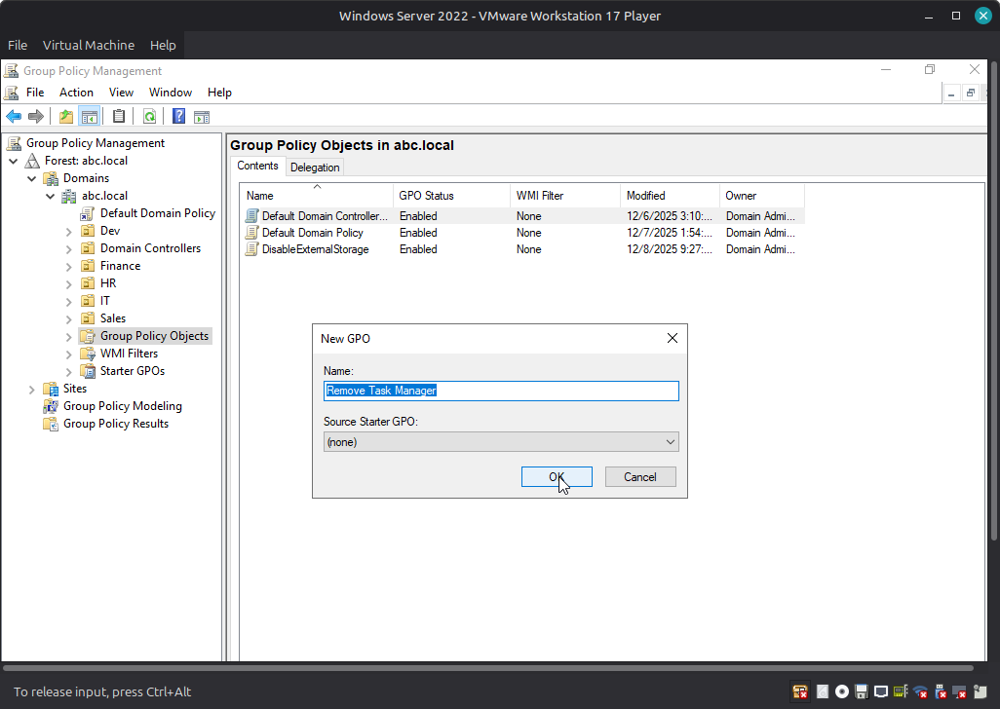 Windows Server 2022 - VMware Workstation 17 Player
File Virtual Machine Help
Group Policy Management
File Action View Window Help
Group Policy Management
Forest: abc.local
Domains
abc.local
Default Domain Policy
Dev
Domain Controllers
Finance
HR
IT
Sales
Group Policy Objects
WMI Filters
Starter GPOs
Sites
Group Policy Modeling
Group Policy Results
Group Policy Objects in abc.local
Contents Delegation
Name GPO Status WMI Filter Modified Owner
Default Domain Controller... Enabled None 12/6/2025 3:10:... Domain Admi...
Default Domain Policy Enabled None 12/7/2025 1:54:... Domain Admi...
DisableExternalStorage Enabled None 12/8/2025 9:27:... Domain Admi...
New GPO
Name:
Remove Task Manager
Source Starter GPO:
(none)
OK Cancel
To release input, press Ctrl+Alt